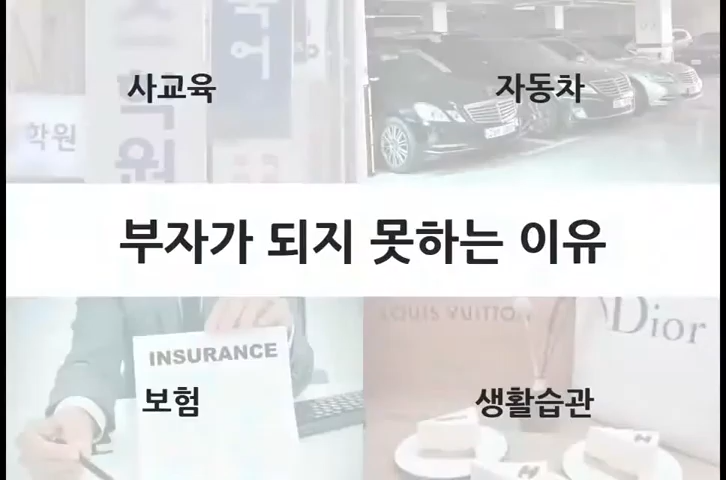 사교육
자동차
학원
부자가 되지 못하는 이유
LOUIS VUITTON
Dior
INSURANCE
보험
생활습관